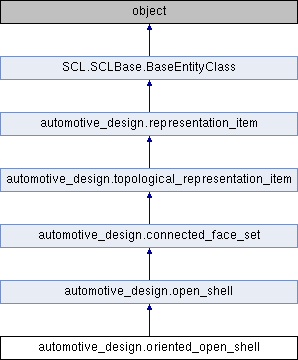 object
SCL.SCLBase.BaseEntityClass
automotive_design.representation_item
automotive_design.topological_representation_item
automotive_design.connected_face_set
automotive_design.open_shell
automotive_design.oriented_open_shell